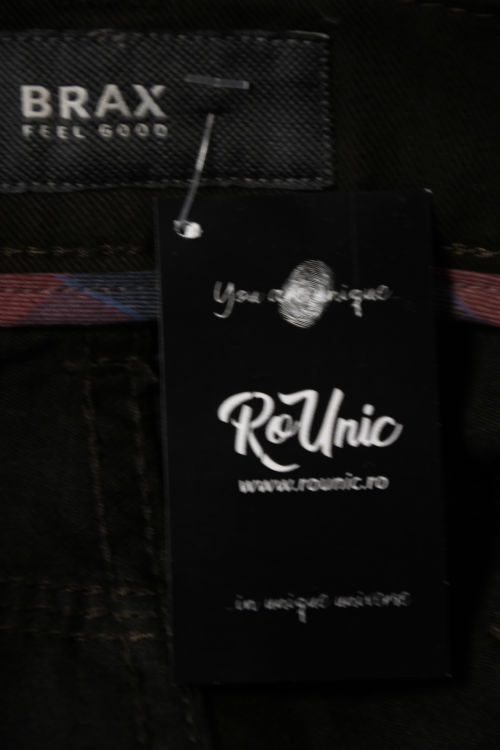 BRAX
FEEL GOOD
You are unique
RoUnic
www.rounic.ro
..in unique universe